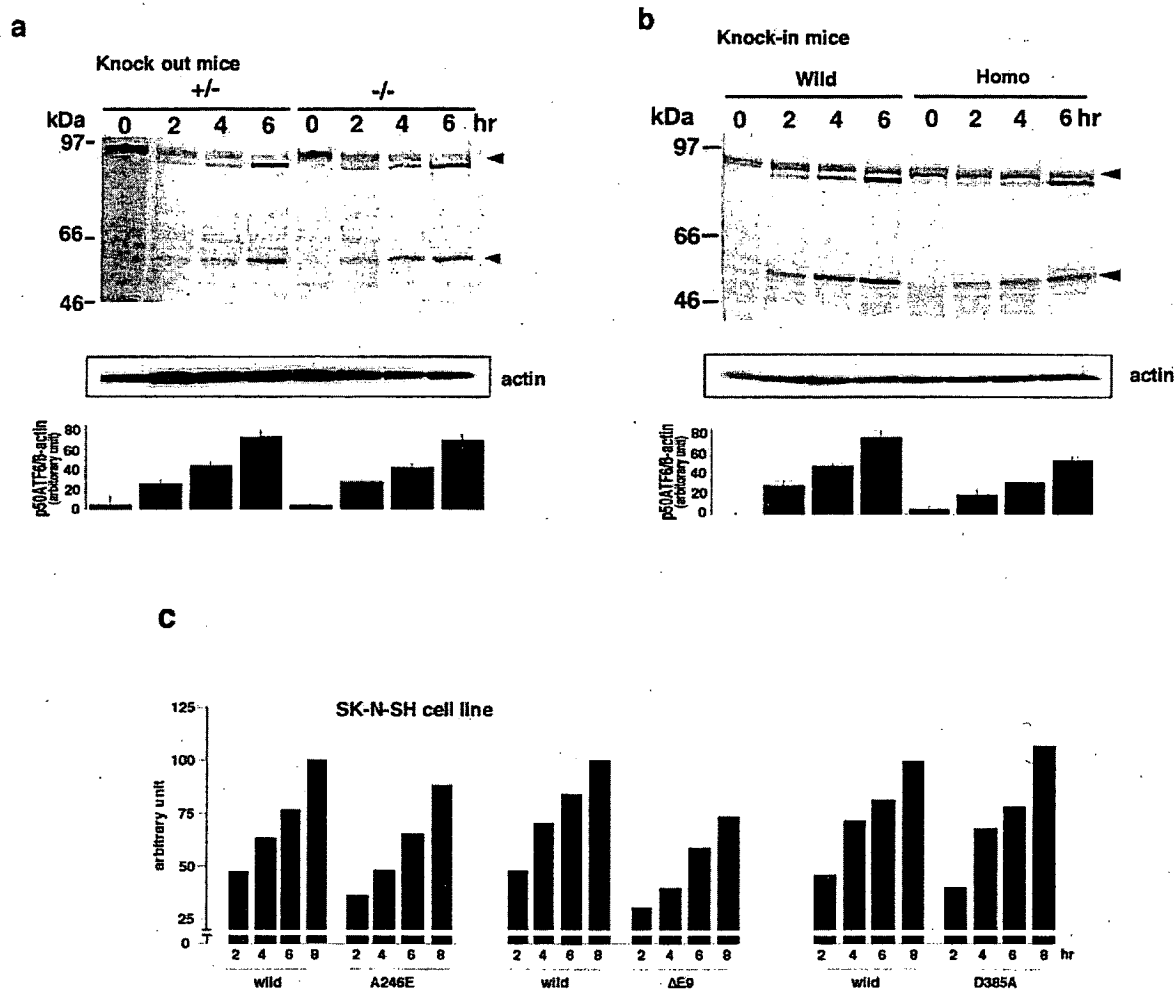 a
Knock out mice
+/- -/-
kDa 0 2 4 6 0 2 4 6 hr
97
66
46
actin
80
60
40
20
0
p50ATF6/ß-actin
(arbitorary unit)
b
Knock-in mice
Wild Homo
kDa 0 2 4 6 0 2 4 6 hr
97
66
46
actin
80
60
40
20
0
p50ATF6/ß-actin
(arbitorary unit)
c
SK-N-SH cell line
125
100
75
50
25
0
arbitrary unit
2 4 6 8 2 4 6 8 2 4 6 8 2 4 6 8 2 4 6 8 2 4 6 8 hr
wild A246E wild ΔE9 wild D385A